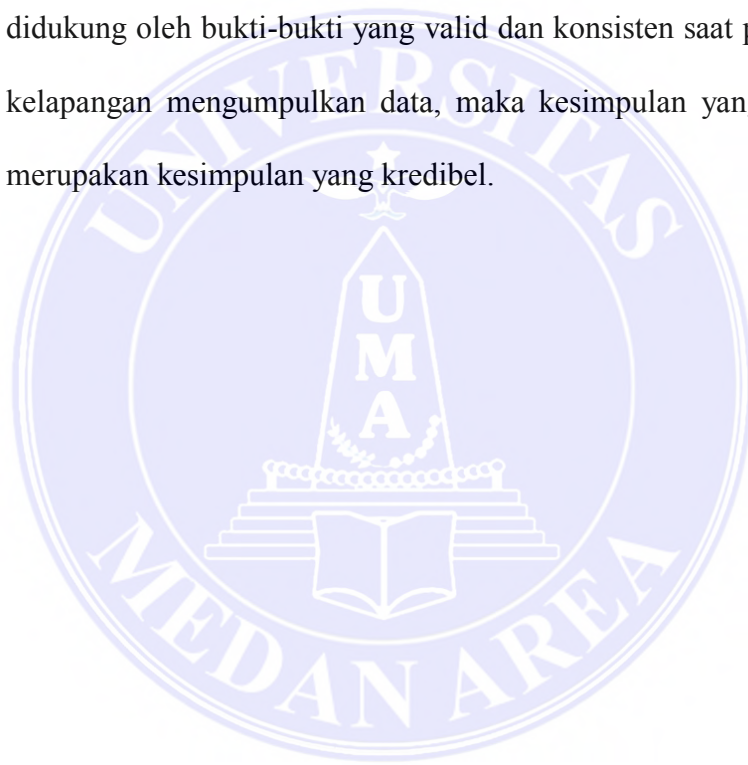 didukung oleh bukti-bukti yang valid dan konsisten saat
kelapangan mengumpulkan data, maka kesimpulan
merupakan kesimpulan yang kredibel.
UNIVERSITAS
UMA
MEDAN AREA